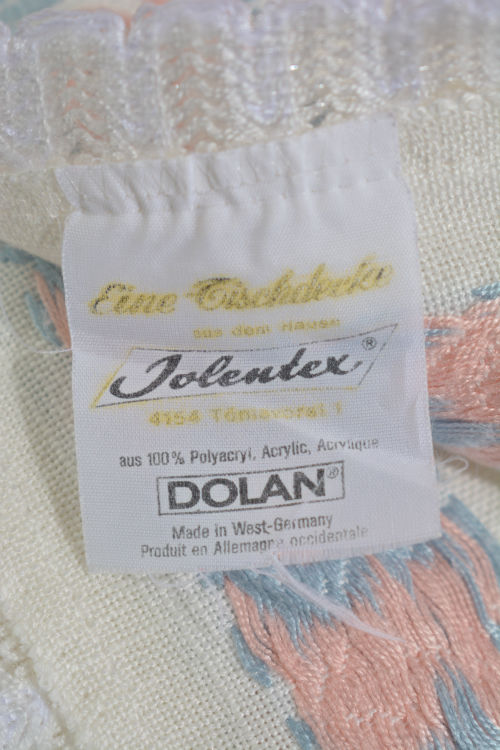 Eine Tischdecke
aus dem Hause
Jolentex®
4154 Tönisvorst 1
aus 100% Polyacryl, Acrylic, Acrylique
DOLAN®
Made in West-Germany
Produit en Allemagne occidentale